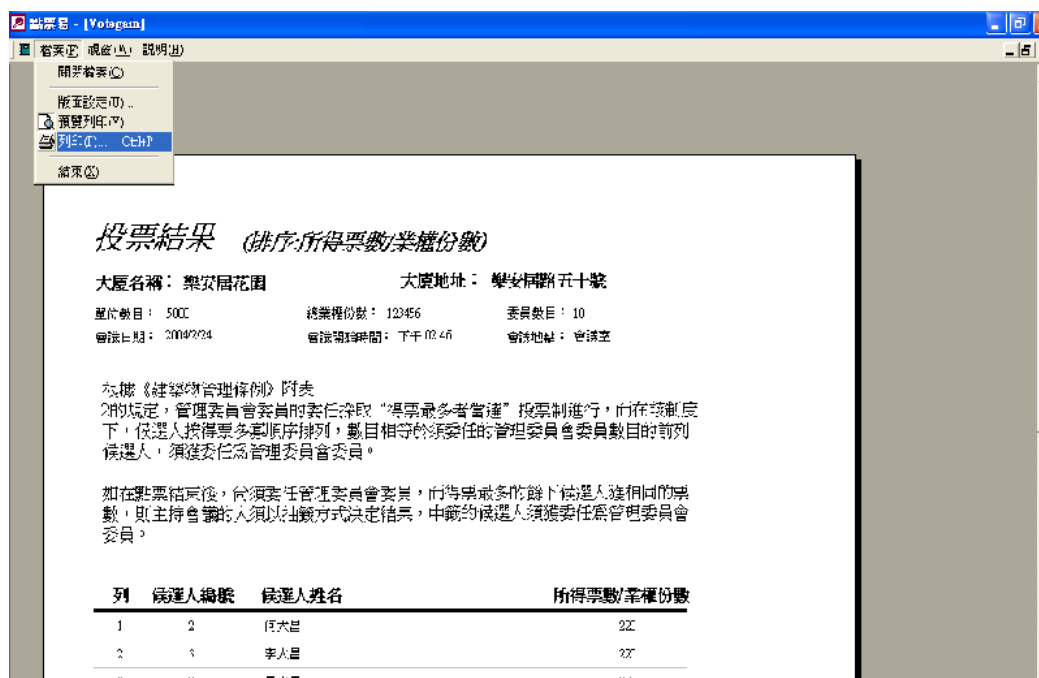 點票易 - [Votegain]
檔案(F) 視窗(W) 說明(H)
開新檔案(C)
版面設定(U)...
預覽列印(V)
列印(P)... Ctrl+P
結束(X)
投票結果 (排序:所得票數/業權份數)
大廈名稱： 樂安居花園 大廈地址： 樂安居路五十號
單位數目： 5000 總業權份數： 123456 委員數目： 10
會議日期： 2004/2/24 會議開始時間： 下午 02:46 會議地點： 會議室
根據《建築物管理條例》附表
2的規定，管理委員會委員的委任採取“得票最多者當選”投票制進行，而在該制度
下，候選人按得票多寡順序排列，數目相等於須委任的管理委員會委員數目的前列
候選人，須獲委任為管理委員會委員。
如在點票結束後，尚須委任管理委員會委員，而得票最多的餘下候選人獲相同的票
數，則主持會議的人須以抽籤方式決定結果，中籤的候選人須獲委任為管理委員會
委員。
列 候選人編號 候選人姓名 所得票數/業權份數
1 2 何大昌
2 3 李大昌